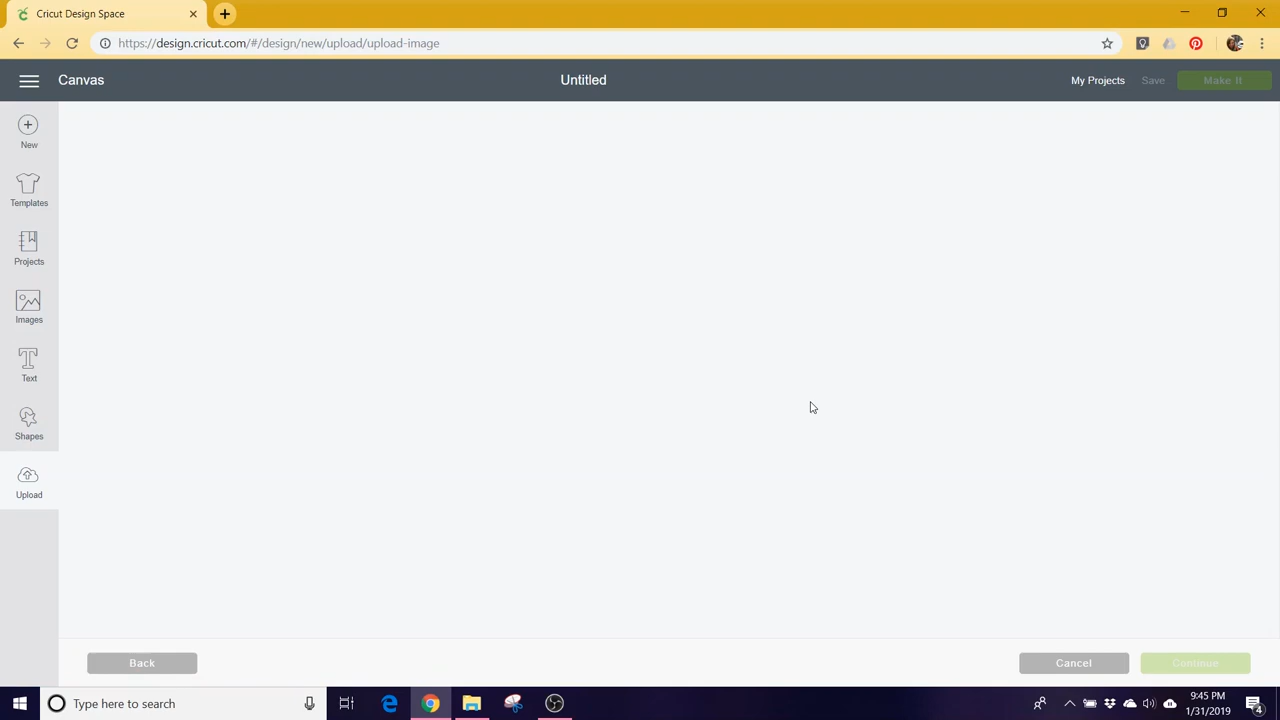 Cricut Design Space
https://design.cricut.com/#/design/new/upload/upload-image
Canvas
Untitled
My Projects
Save
Make It
New
Templates
Projects
Images
Text
Shapes
Upload
Back
Cancel
Continue
Type here to search
9:45 PM
1/31/2019
4